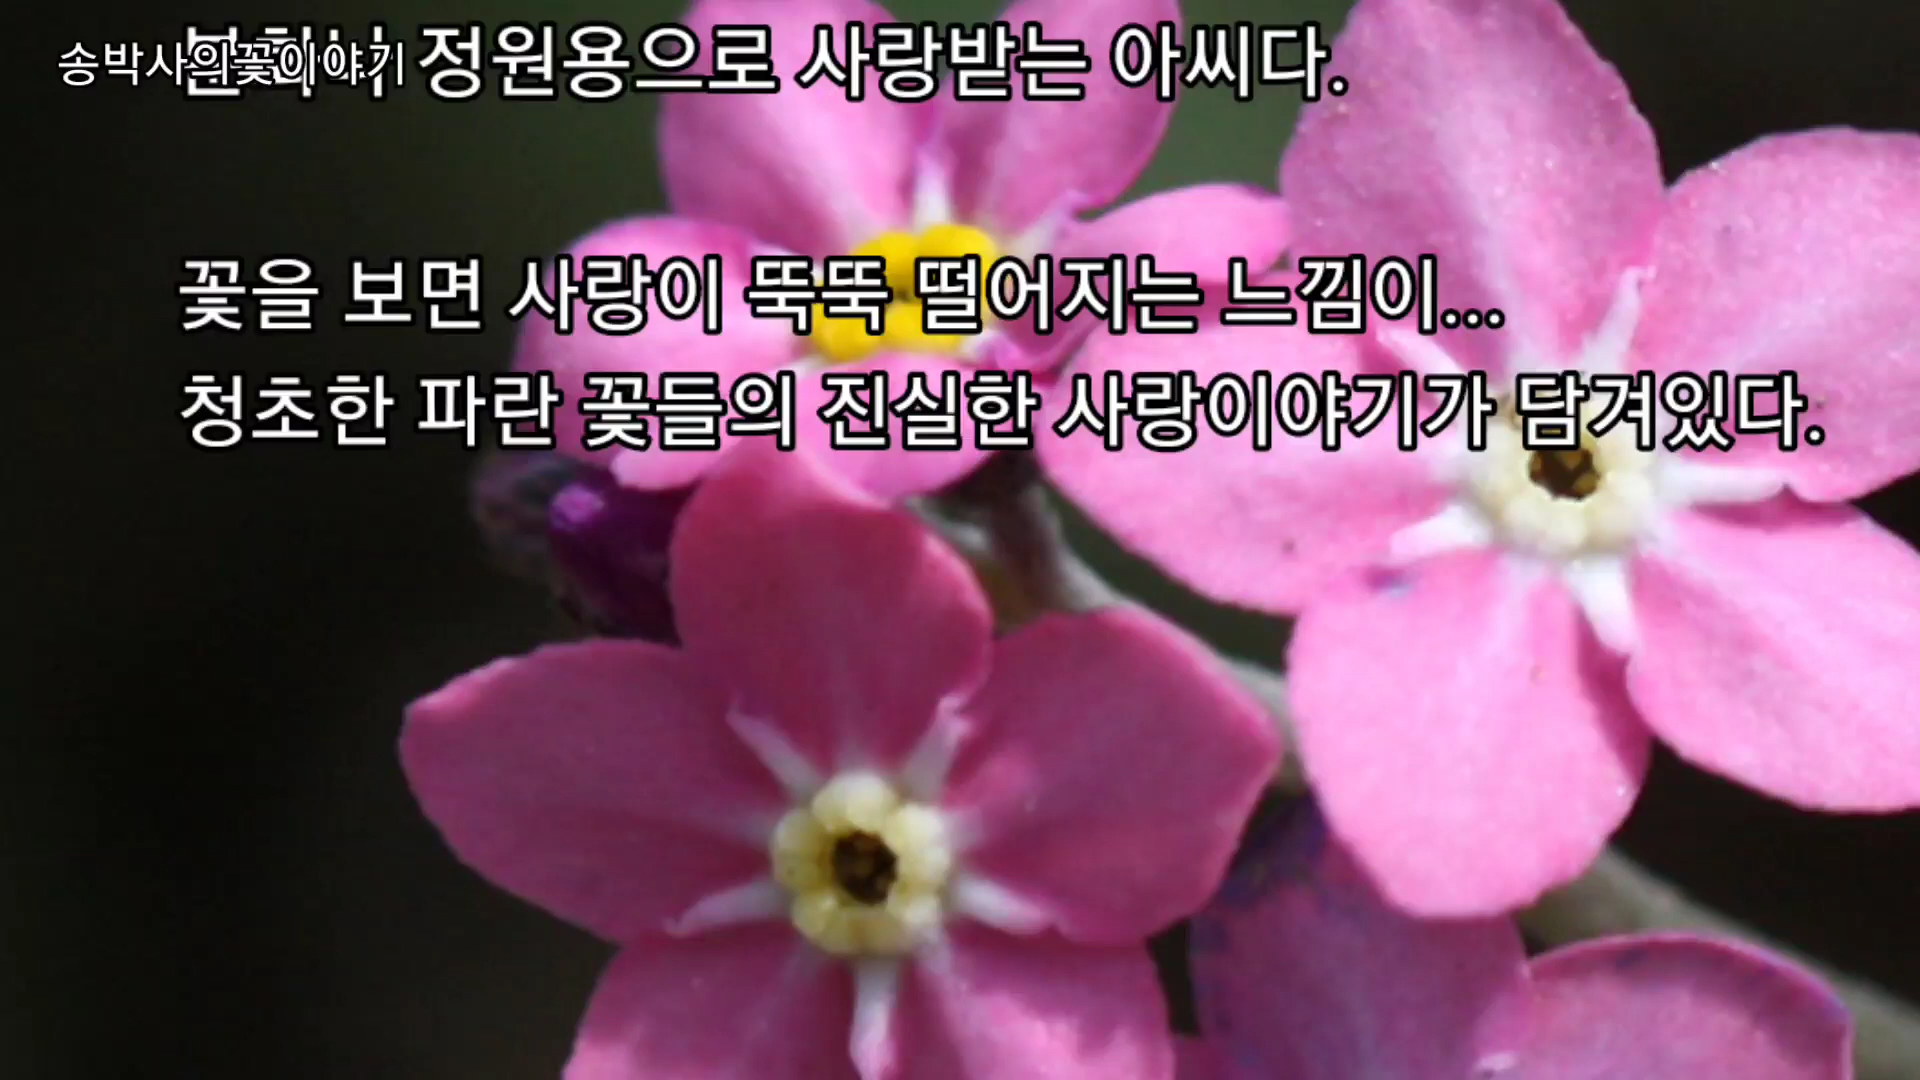 송박사의꽃이야기
정원용으로 사랑받는 아씨다.
꽃을 보면 사랑이 뚝뚝 떨어지는 느낌이...
청초한 파란 꽃들의 진실한 사랑이야기가 담겨있다.